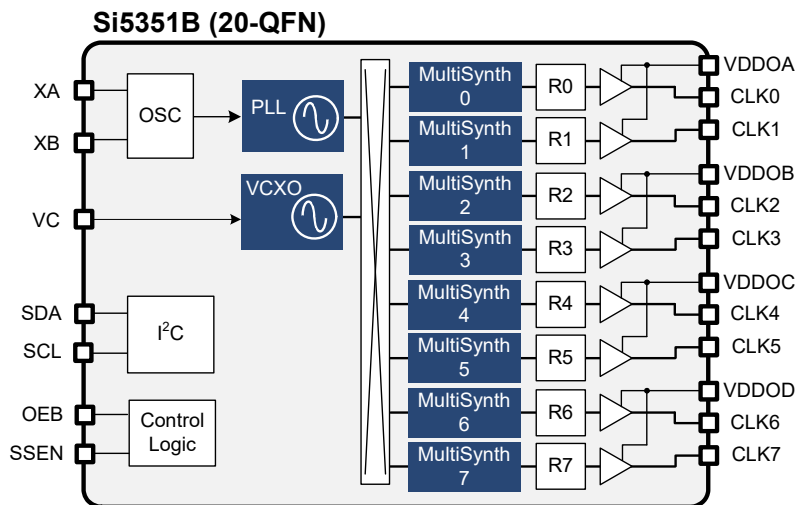 Si5351B (20-QFN)
XA
XB
VC
SDA
SCL
OEB
SSEN
OSC
I²C
Control
Logic
PLL
VCXO
MultiSynth
0
MultiSynth
1
MultiSynth
2
MultiSynth
3
MultiSynth
4
MultiSynth
5
MultiSynth
6
MultiSynth
7
R0
R1
R2
R3
R4
R5
R6
R7
VDDOA
CLK0
CLK1
VDDOB
CLK2
CLK3
VDDOC
CLK4
CLK5
VDDOD
CLK6
CLK7